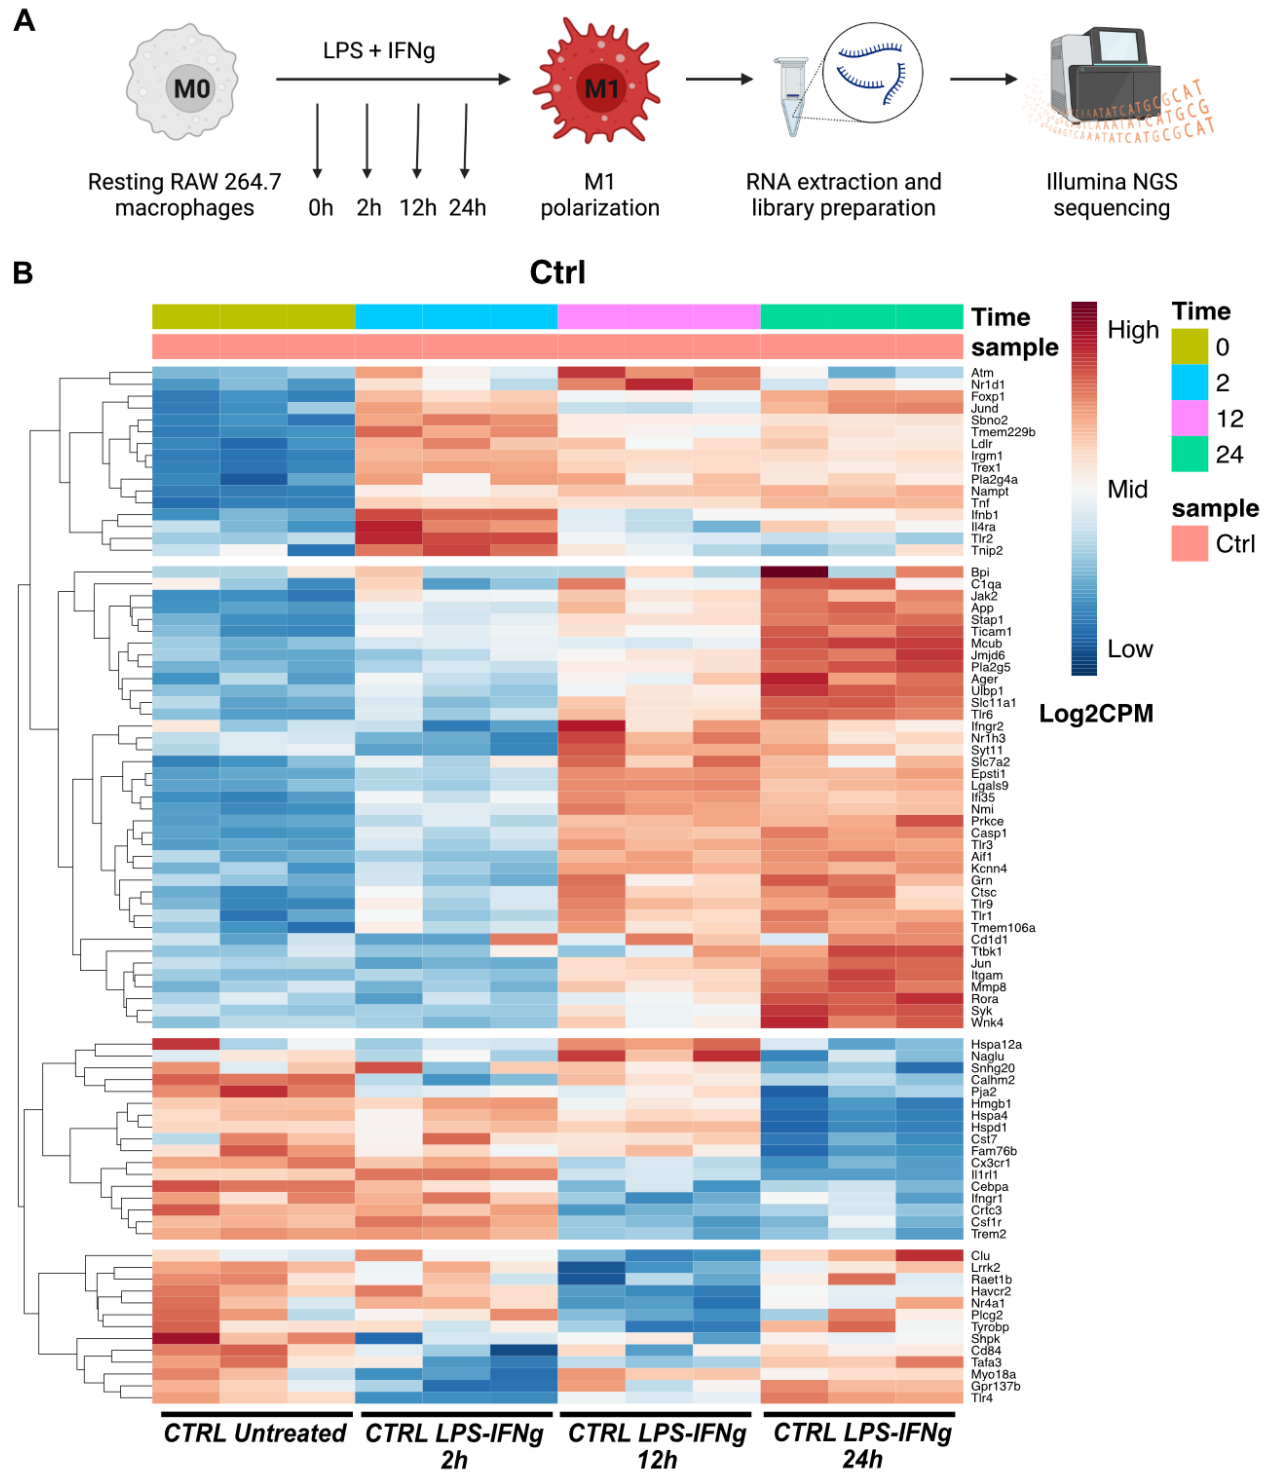 A
M0
LPS + IFNg
M1
Resting RAW 264.7
macrophages
0h 2h 12h 24h
M1
polarization
RNA extraction and
library preparation
Illumina NGS
sequencing
B
Ctrl
Time
sample
Atm
Nr1d1
Foxp1
Jund
Sbno2
Tmem229b
Ldlr
Irgm1
Trex1
Pla2g4a
Nampt
Tnf
Ifnb1
Il4ra
Tlr2
Tnip2
Bpi
C1qa
Jak2
App
Stap1
Ticam1
Mcub
Jmjd6
Pla2g5
Ager
Ulbp1
Slc11a1
Tlr6
Ifngr2
Nr1h3
Syt11
Slc7a2
Epsti1
Lgals9
Ifi35
Nmi
Prkce
Casp1
Tlr3
Aif1
Kcnn4
Grn
Ctsc
Tlr9
Tlr1
Tmem106a
Cd1d1
Ttbk1
Jun
Itgam
Mmp8
Rora
Syk
Wnk4
Hspa12a
Naglu
Snhg20
Calhm2
Pja2
Hmgb1
Hspa4
Hspd1
Cst7
Fam76b
Cx3cr1
Il1rl1
Cebpa
Ifngr1
Crtc3
Csf1r
Trem2
Clu
Lrrk2
Raet1b
Havcr2
Nr4a1
Plcg2
Tyrobp
Shpk
Cd84
Tafa3
Myo18a
Gpr137b
Tlr4
High
Mid
Low
Log2CPM
Time
0
2
12
24
sample
Ctrl
CTRL Untreated
CTRL LPS-IFNg
2h
CTRL LPS-IFNg
12h
CTRL LPS-IFNg
24h